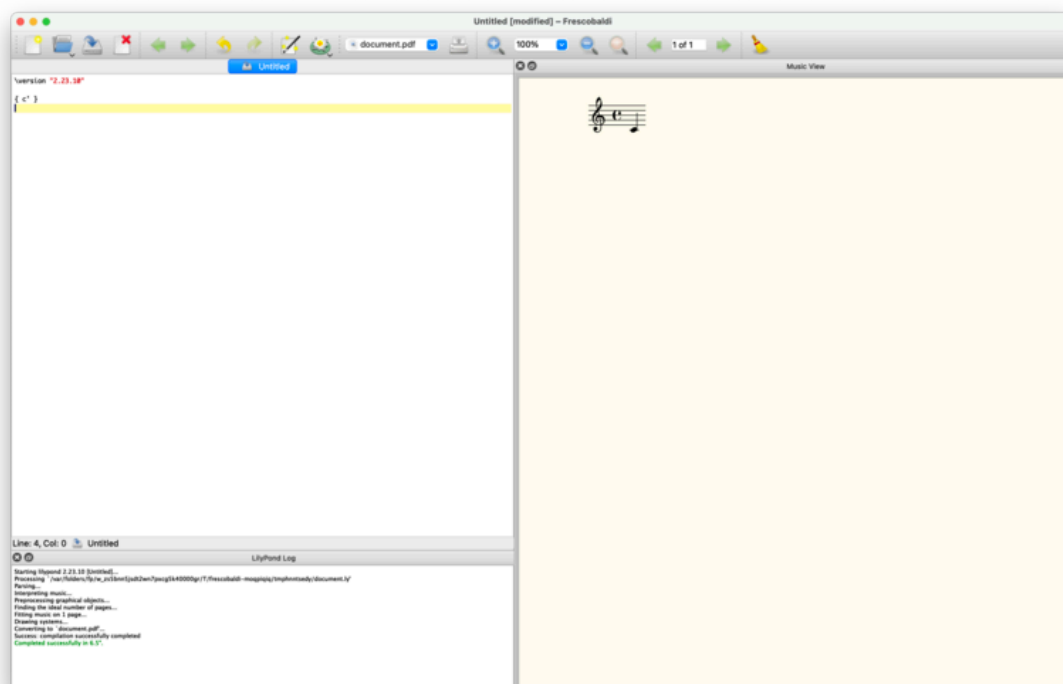 Untitled [modified] – Frescobaldi
document.pdf 100% 1 of 1
Untitled
Music View
\version "2.23.10"
{ c' }
Line: 4, Col: 0 Untitled
LilyPond Log
Starting lilypond 2.23.10 [Untitled]...
Parsing...
Interpreting music...
Preprocessing graphical objects...
Finding the ideal number of pages...
Fitting music on 1 page...
Drawing systems...
Converting to `document.pdf'...
Success: compilation successfully completed
Completed successfully in 6.5".